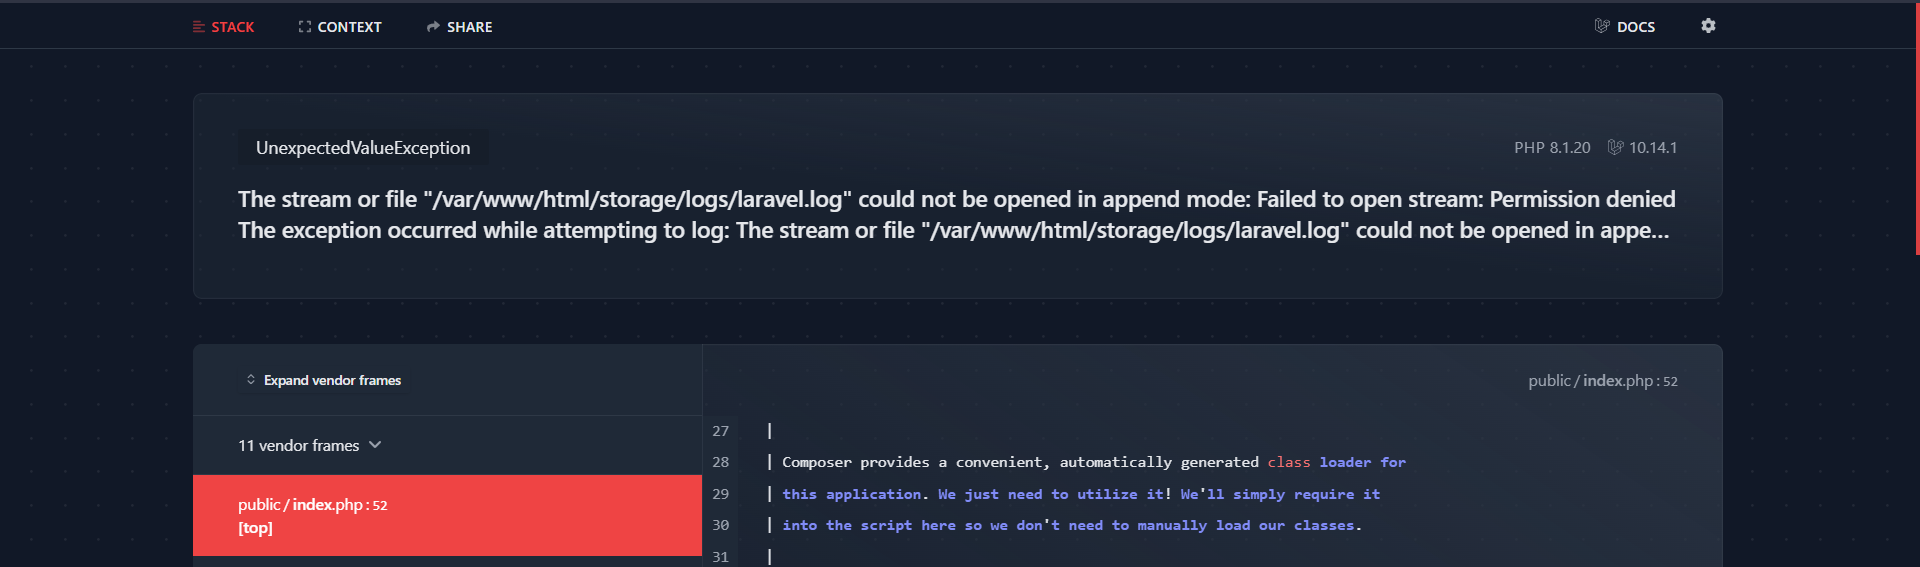 STACK CONTEXT SHARE DOCS
UnexpectedValueException PHP 8.1.20 10.14.1
The stream or file "/var/www/html/storage/logs/laravel.log" could not be opened in append mode: Failed to open stream: Permission denied
The exception occurred while attempting to log: The stream or file "/var/www/html/storage/logs/laravel.log" could not be opened in appe...
Expand vendor frames
11 vendor frames
public / index.php : 52
[top]
public / index.php : 52
27 |
28 | Composer provides a convenient, automatically generated class loader for
29 | this application. We just need to utilize it! We'll simply require it
30 | into the script here so we don't need to manually load our classes.
31 |